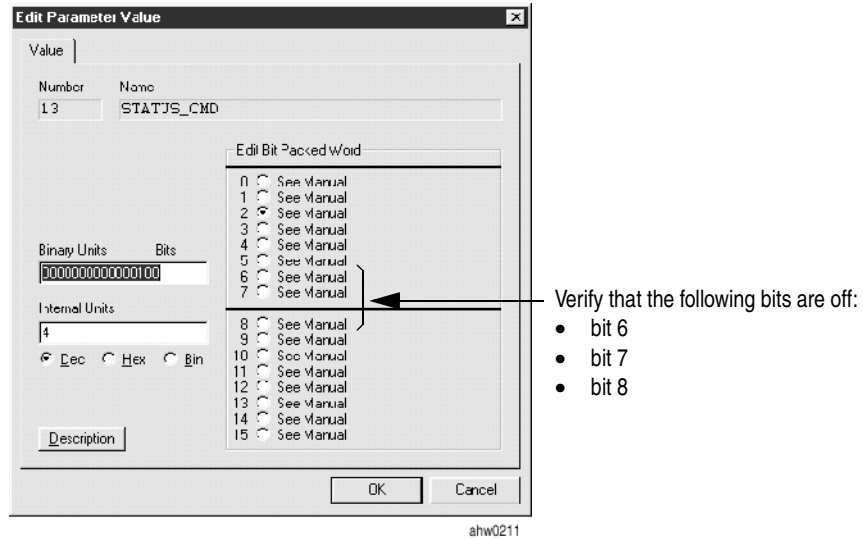 Edit Parameter Value
Value
Number Name
13 STATUS_CMD
Edit Bit Packed Word
0 See Manual
1 See Manual
2 See Manual
3 See Manual
4 See Manual
5 See Manual
6 See Manual
7 See Manual
8 See Manual
9 See Manual
10 See Manual
11 See Manual
12 See Manual
13 See Manual
14 See Manual
15 See Manual
Binary Units Bits
0000000000000100
Internal Units
4
Dec Hex Bin
Description
OK Cancel
Verify that the following bits are off:
• bit 6
• bit 7
• bit 8
ahw0211